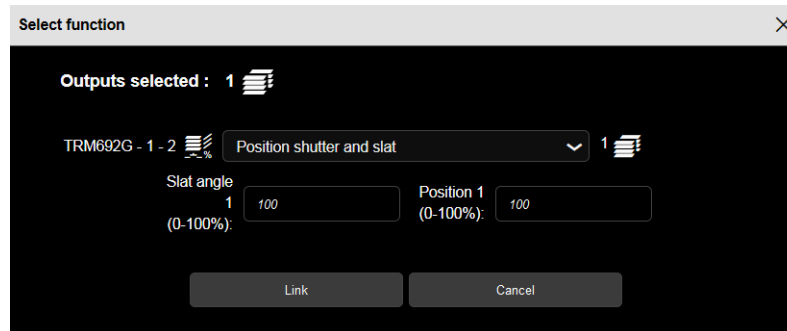 Select function
Outputs selected : 1
TRM692G - 1 - 2 % Position shutter and slat 1
Slat angle
1
(0-100%):
100
Position 1
(0-100%):
100
Link Cancel